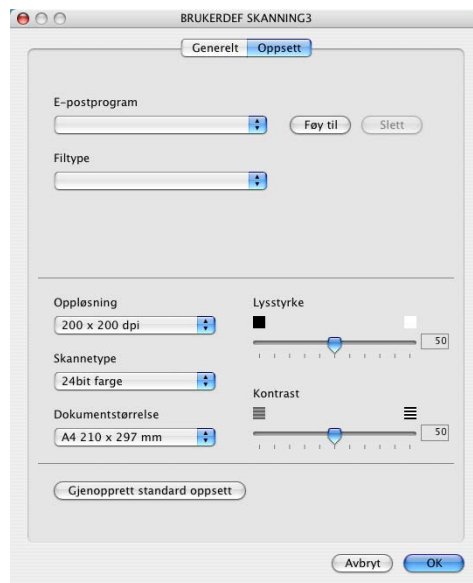 BRUKERDEF SKANNING3
Generelt Oppsett
E-postprogram
Føy til Slett
Filtype
Oppløsning
200 x 200 dpi
Skannetype
24bit farge
Dokumentstørrelse
A4 210 x 297 mm
Lysstyrke
50
Kontrast
50
Gjenopprett standard oppsett
Avbryt OK